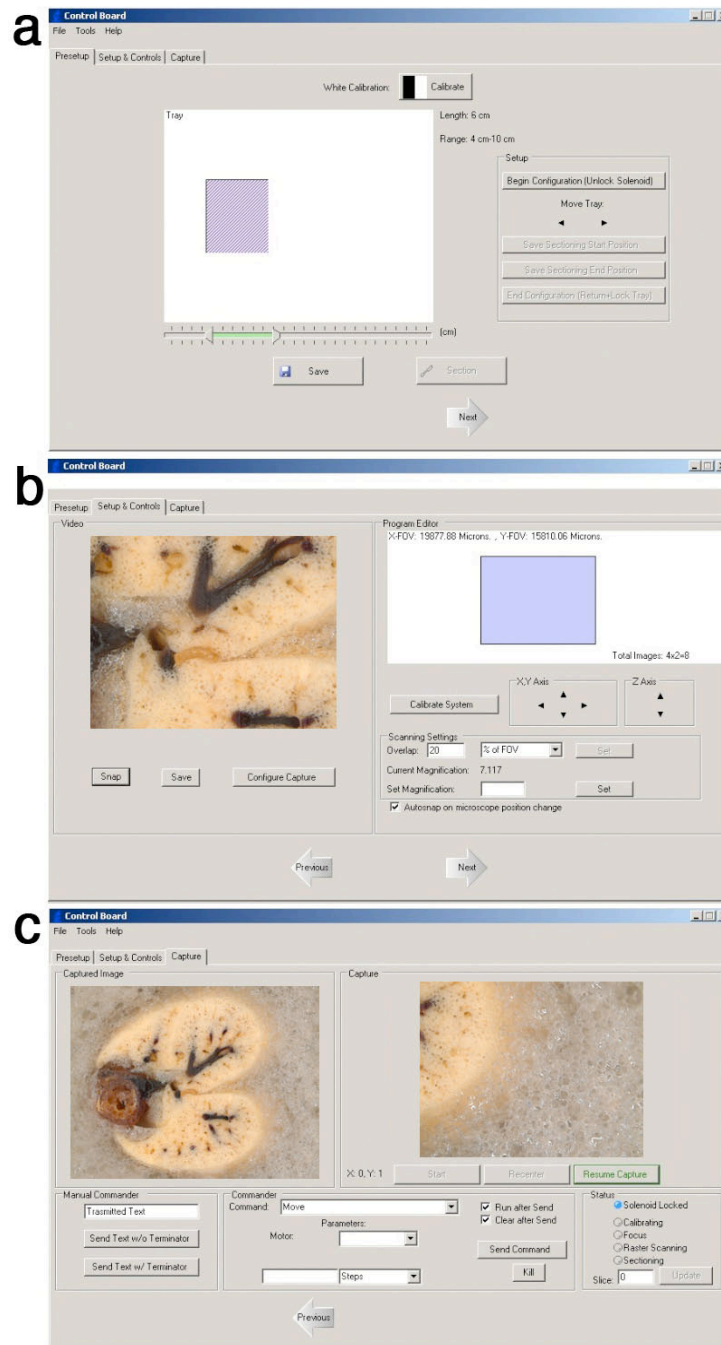 a
Control Board
File Tools Help
Presetup Setup & Controls Capture
White Calibration: Calibrate
Tray
Length: 6 cm
Range: 4 cm-10 cm
Setup
Begin Configuration (Unlock Solenoid)
Move Tray:
Save Sectioning Start Position
Save Sectioning End Position
End Configuration (Return+Lock Tray)
(cm)
Save
Section
Next
b
Control Board
Presetup Setup & Controls Capture
Video
Program Editor
X-FOV: 19877.88 Microns. , Y-FOV: 15810.06 Microns.
Total Images: 4x2=8
Calibrate System
X,Y Axis
Z Axis
Scanning Settings
Overlap: 20 % of FOV Set
Current Magnification: 7.117
Set Magnification: Set
Autosnap on microscope position change
Snap
Save
Configure Capture
Previous
Next
c
Control Board
File Tools Help
Presetup Setup & Controls Capture
Captured Image
Capture
X: 0, Y: 1 Start Recenter Resume Capture
Manual Commander
Trasmitted Text
Send Text w/o Terminator
Send Text w/ Terminator
Commander
Command: Move
Parameters:
Motor:
Steps
Run after Send
Clear after Send
Send Command
Kill
Status
Solenoid Locked
Calibrating
Focus
Raster Scanning
Sectioning
Slice: 0 Update
Previous